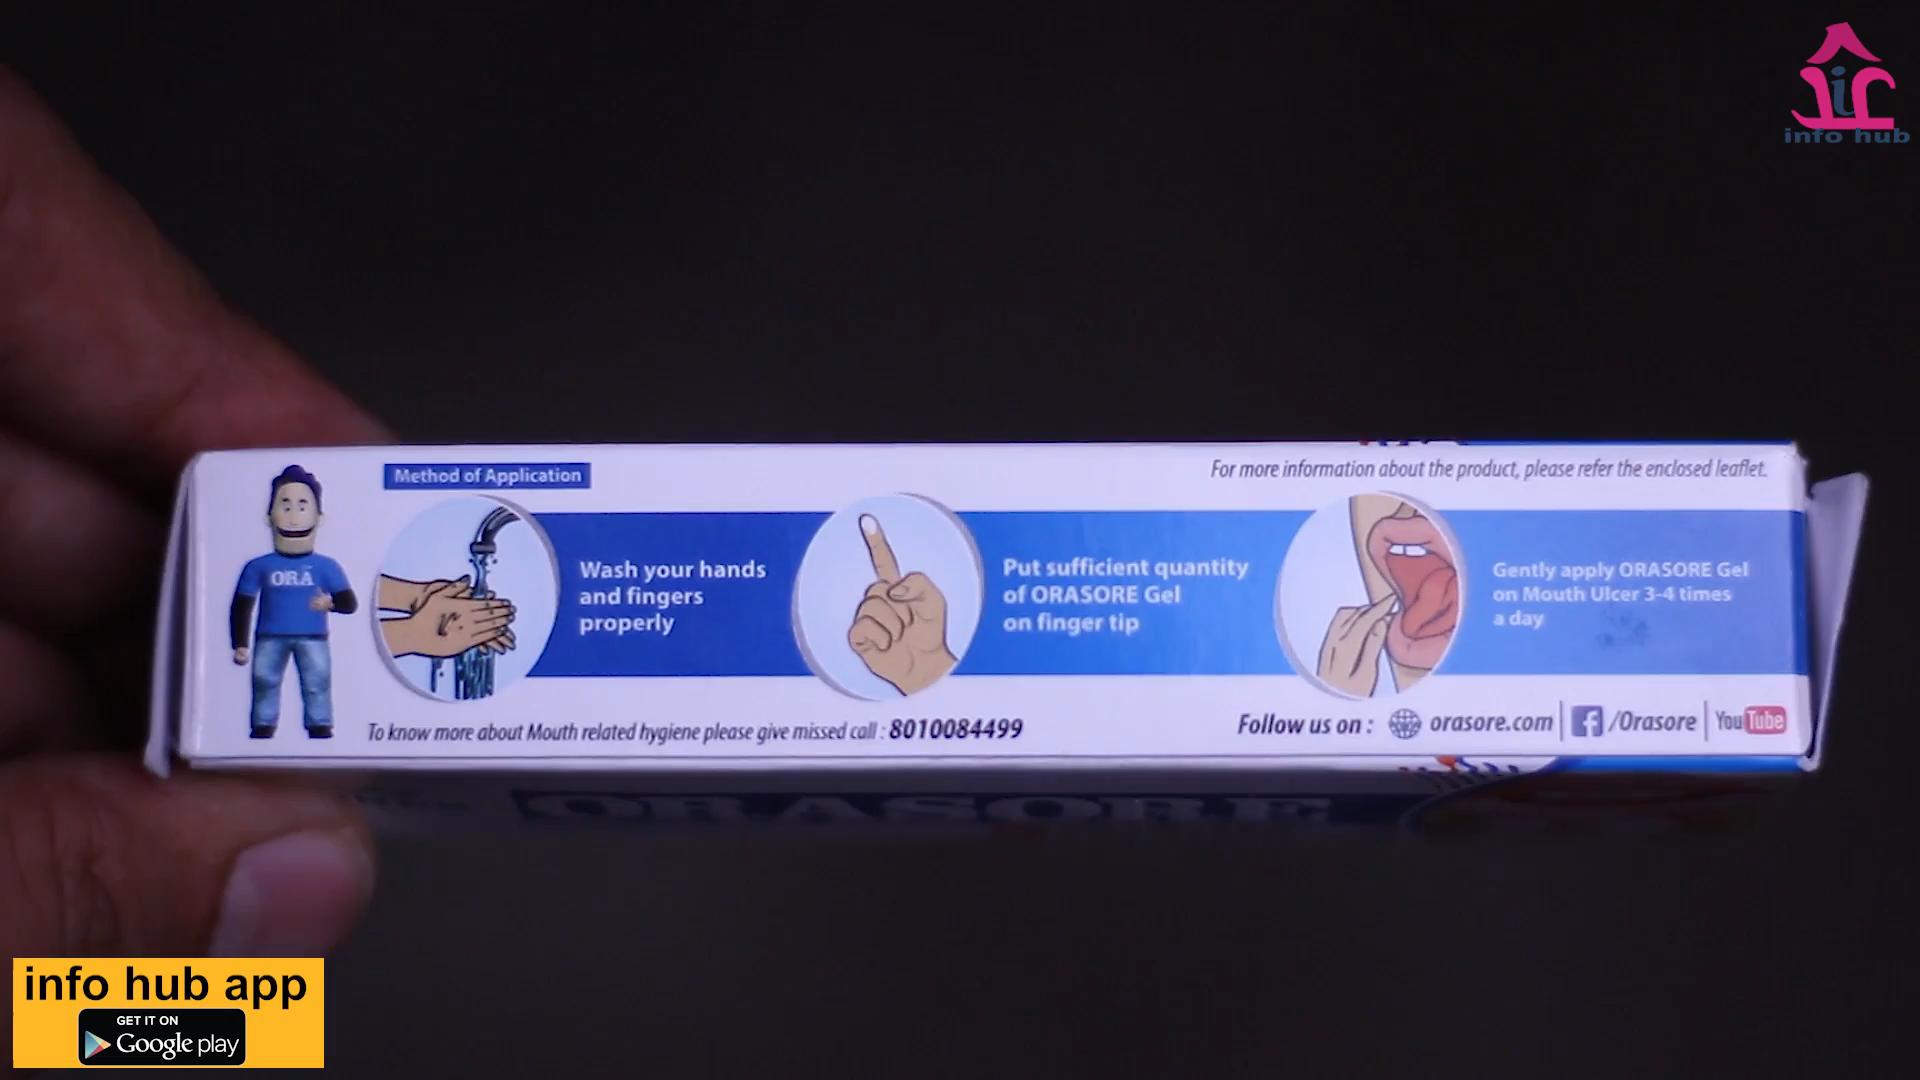 i
info hub
Method of Application
For more information about the product, please refer the enclosed leaflet.
ORA
Wash your hands
and fingers
properly
Put sufficient quantity
of ORASORE Gel
on finger tip
Gently apply ORASORE Gel
on Mouth Ulcer 3-4 times
a day
To know more about Mouth related hygiene please give missed call : 8010084499
Follow us on : orasore.com /Orasore YouTube
ORASORE
info hub app
GET IT ON
Google play